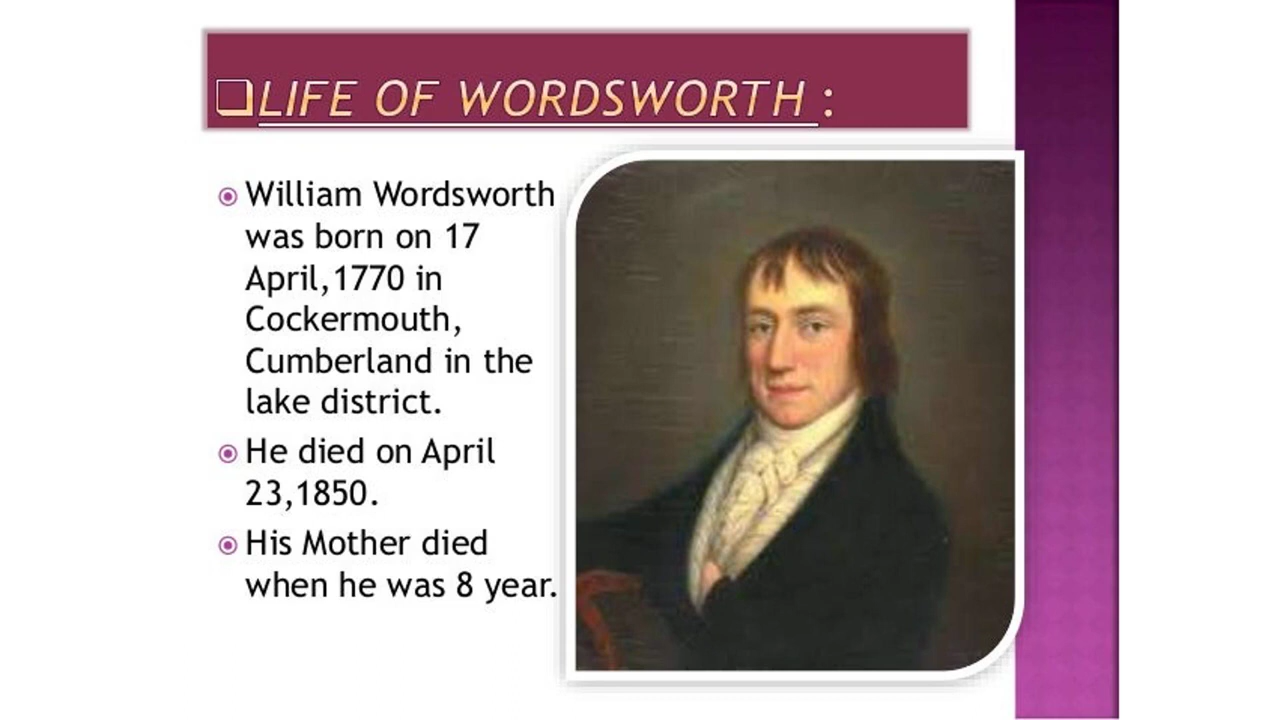 LIFE OF WORDSWORTH :
William Wordsworth
was born on 17
April,1770 in
Cockermouth,
Cumberland in the
lake district.
He died on April
23,1850.
His Mother died
when he was 8 year.